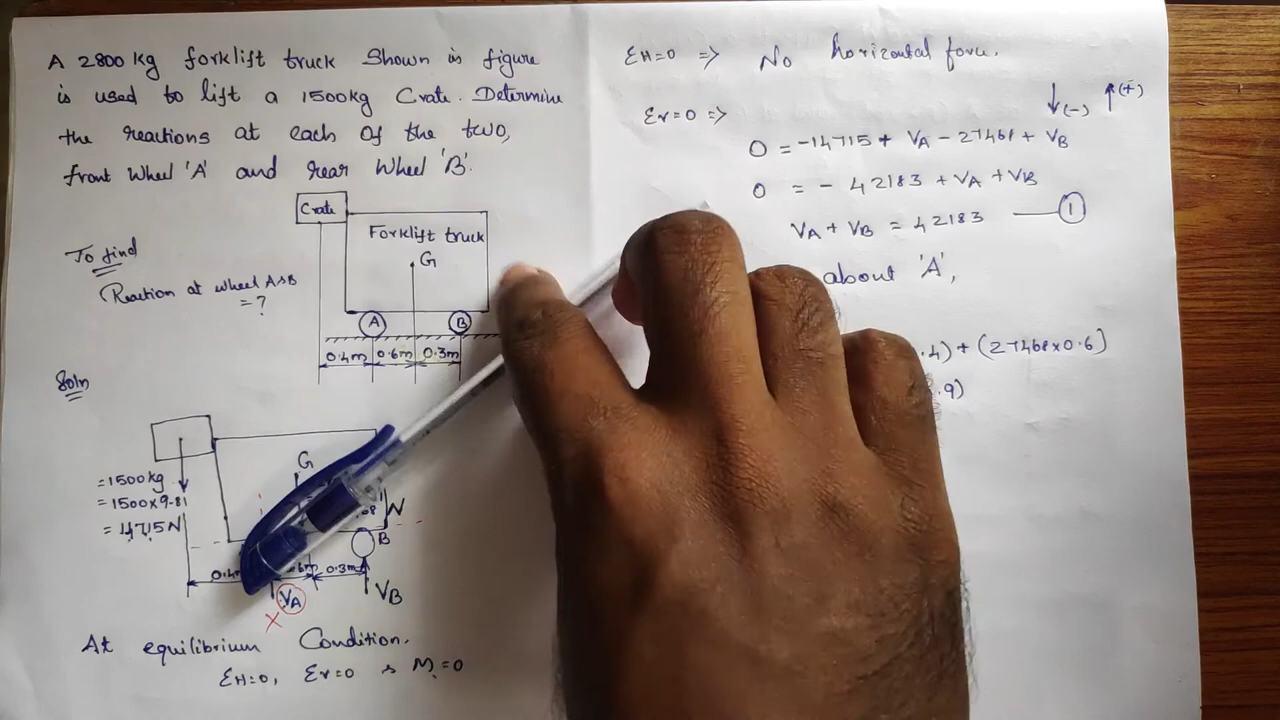 A 2800 kg forklift truck Shown in figure
is used to lift a 1500kg Crate. Determine
the reactions at each of the two,
front wheel 'A' and rear wheel 'B'.
Crate
Forklift truck
G
To find
Reaction at wheel A&B
= ?
A
B
0.4m 0.6m 0.3m
Soln
G
=1500kg
=1500×9.81
=14715N
N
B
0.3m
VA
VB
At equilibrium Condition.
ΣH=0, ΣV=0 & M=0
ΣH=0 => No horizontal force.
ΣV=0 =>
↓(-) ↑(+)
0 = -14715 + VA - 27468 + VB
0 = - 42183 + VA + VB
VA + VB = 42183 1
about 'A',
.4) + (27468×0.6)
.9)